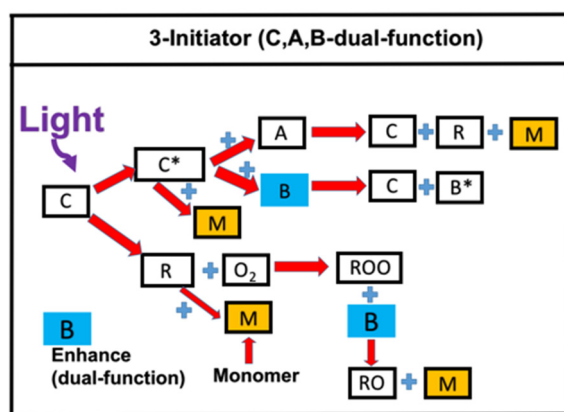 3-Initiator (C,A,B-dual-function)
Light
A
C + R + M
C*
B
C + B*
C
M
R + O2
ROO
B
M
B
Enhance
(dual-function)
Monomer
RO + M